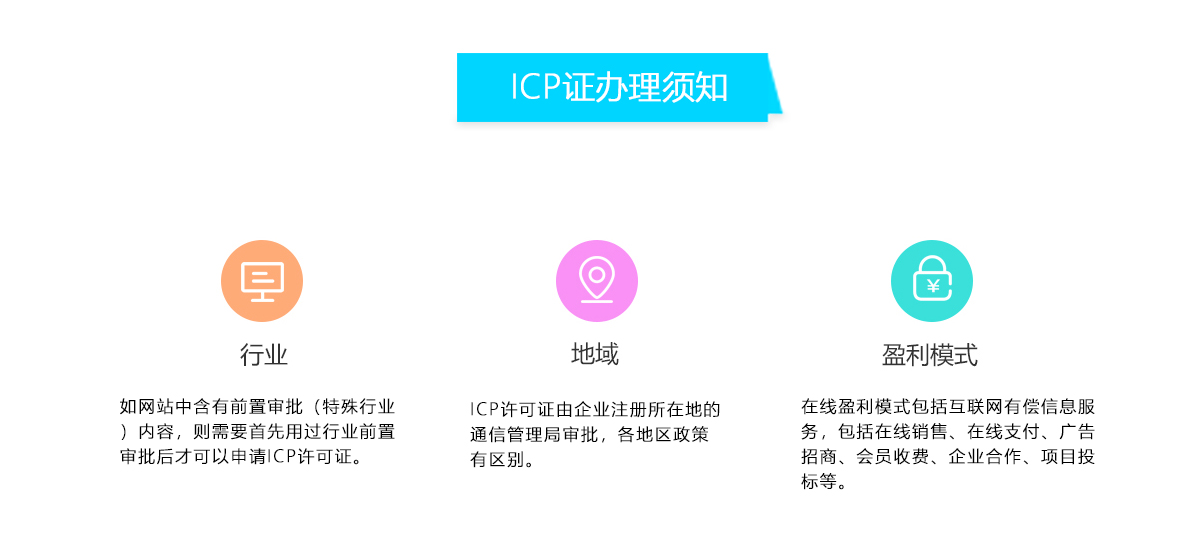 ICP证办理须知
行业
如网站中含有前置审批（特殊行业
）内容，则需要首先用过行业前置
审批后才可以申请ICP许可证。
地域
ICP许可证由企业注册所在地的
通信管理局审批，各地区政策
有区别。
¥
盈利模式
在线盈利模式包括互联网有偿信息服
务，包括在线销售、在线支付、广告
招商、会员收费、企业合作、项目投
标等。